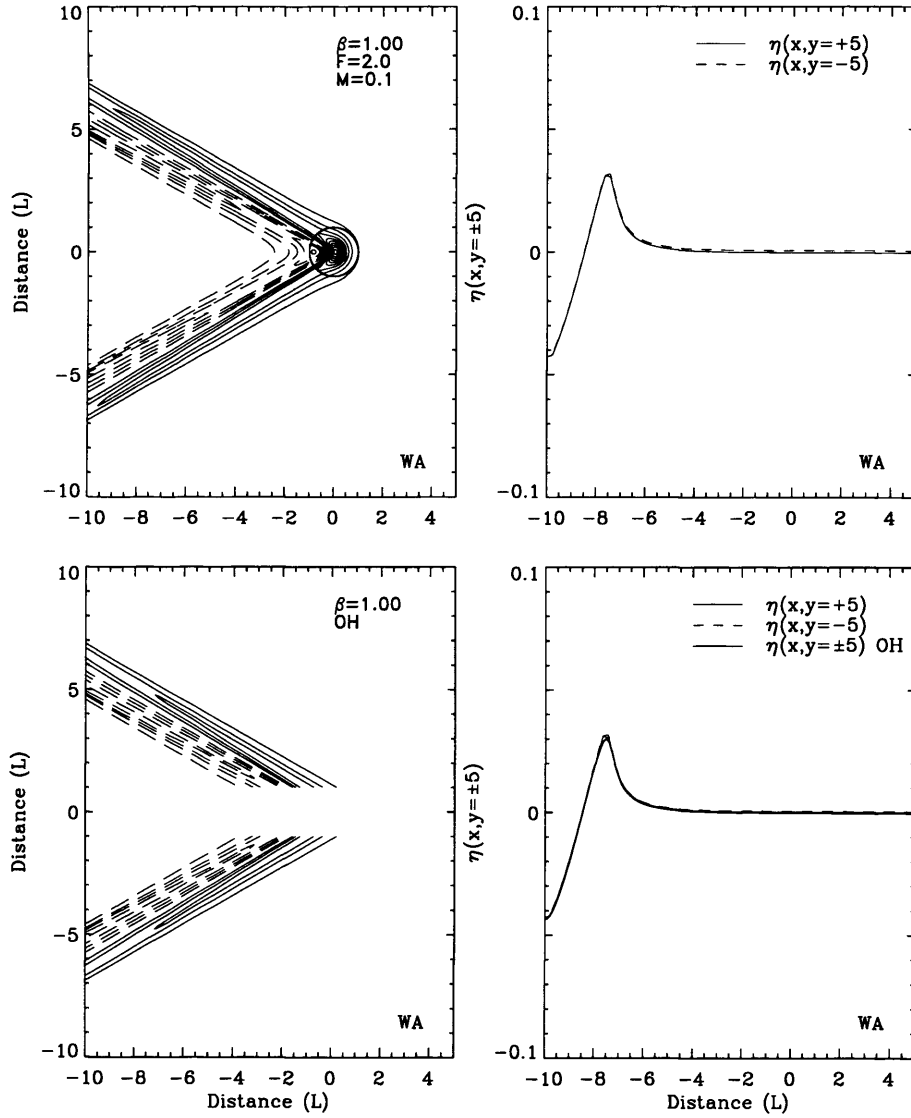 10
5
0
-5
-10
Distance (L)
β=1.00
F=2.0
M=0.1
WA
-10 -8 -6 -4 -2 0 2 4
0.1
0
-0.1
η(x,y=±5)
η(x,y=+5)
η(x,y=-5)
WA
-10 -8 -6 -4 -2 0 2 4
10
5
0
-5
-10
Distance (L)
β=1.00
OH
WA
-10 -8 -6 -4 -2 0 2 4
Distance (L)
0.1
0
-0.1
η(x,y=±5)
η(x,y=+5)
η(x,y=-5)
η(x,y=±5) OH
WA
-10 -8 -6 -4 -2 0 2 4
Distance (L)